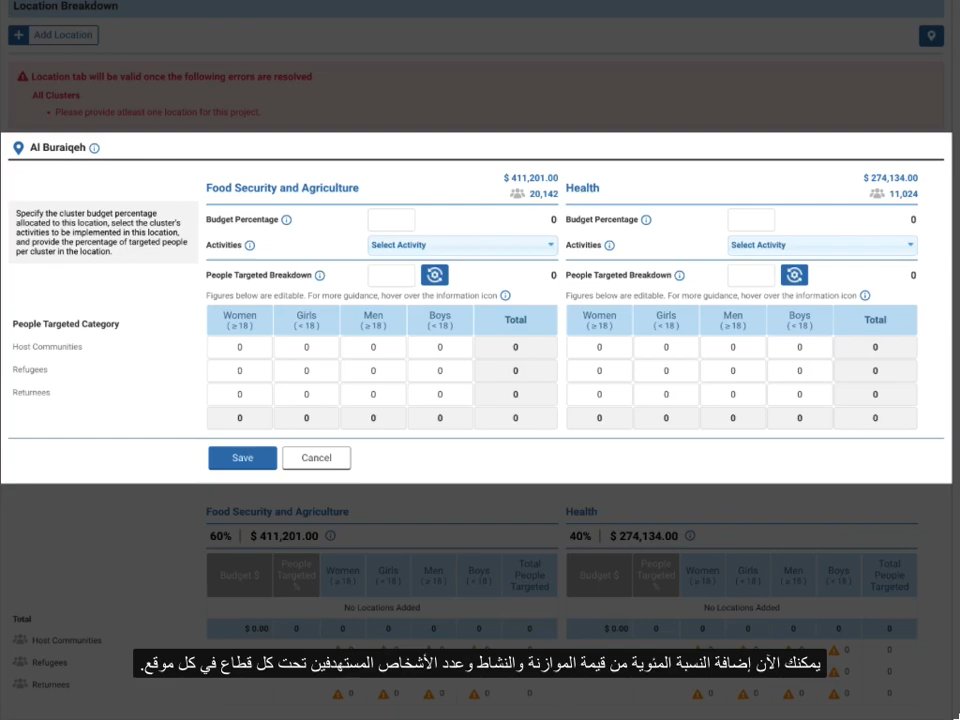 Location Breakdown
Add Location
Location tab will be valid once the following errors are resolved
All Clusters
Please provide atleast one location for this project.
Al Buraiqeh
$ 411,201.00 $ 274,134.00
Food Security and Agriculture Health
20,142 11,024
Specify the cluster budget percentage
allocated to this location, select the cluster's
activities to be implemented in this location,
and provide the percentage of targeted people
per cluster in the location.
Budget Percentage 0 Budget Percentage 0
Activities Select Activity Activities Select Activity
People Targeted Breakdown 0 People Targeted Breakdown 0
Figures below are editable. For more guidance, hover over the information icon Figures below are editable. For more guidance, hover over the information icon
People Targeted Category
Women Girls Men Boys Total Women Girls Men Boys Total
(≥ 18) (< 18) (≥ 18) (< 18) (≥ 18) (< 18) (≥ 18) (< 18)
Host Communities 0 0 0 0 0 0 0 0 0 0
Refugees 0 0 0 0 0 0 0 0 0 0
Returnees 0 0 0 0 0 0 0 0 0 0
0 0 0 0 0 0 0 0 0 0
Save Cancel
Food Security and Agriculture Health
60% | $ 411,201.00 40% | $ 274,134.00
Budget $ People Targeted % Women (≥ 18) Girls (< 18) Men (≥ 18) Boys (< 18) Total People Targeted Budget $ People Targeted % Women (≥ 18) Girls (< 18) Men (≥ 18) Boys (< 18) Total People Targeted
No Locations Added No Locations Added
Total
$ 0.00 0 0 0 0 0 0 $ 0.00 0 0 0 0 0 0
Host Communities 0 0
Refugees 0 0
Returnees 0 0 0 0 0 0 0 0 0 0
يمكنك الآن إضافة النسبة المئوية من قيمة الموازنة والنشاط وعدد الأشخاص المستهدفين تحت كل قطاع في كل موقع.